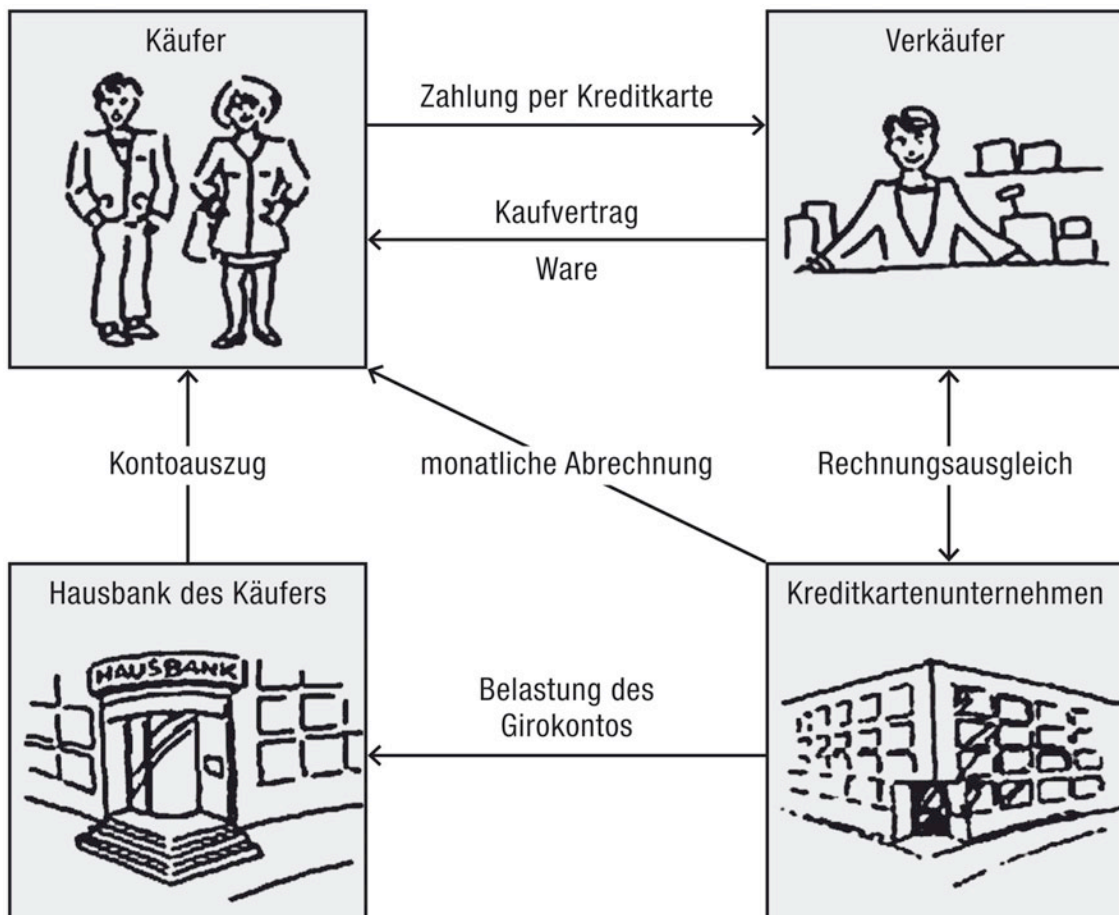 Käufer
Verkäufer
Zahlung per Kreditkarte
Kaufvertrag
Ware
Kontoauszug
monatliche Abrechnung
Rechnungsausgleich
Hausbank des Käufers
Kreditkartenunternehmen
HAUSBANK
Belastung des
Girokontos